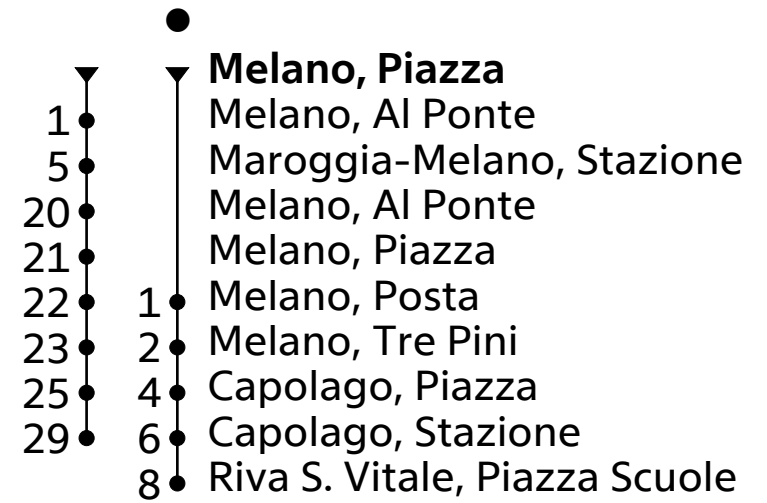 Melano, Piazza
1 Melano, Al Ponte
5 Maroggia-Melano, Stazione
20 Melano, Al Ponte
21 Melano, Piazza
22 1 Melano, Posta
23 2 Melano, Tre Pini
25 4 Capolago, Piazza
29 6 Capolago, Stazione
8 Riva S. Vitale, Piazza Scuole